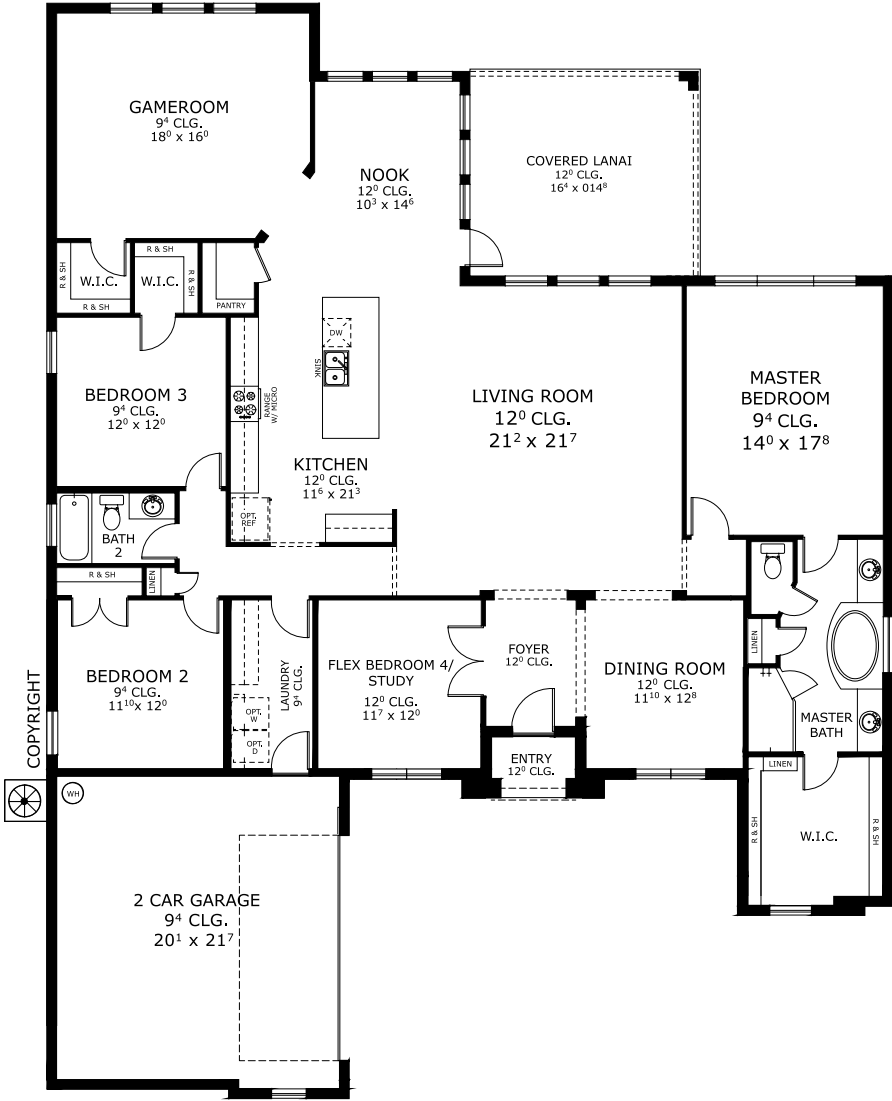 GAMEROOM
9⁴ CLG.
18⁰ x 16⁰
NOOK
12⁰ CLG.
10³ x 14⁶
COVERED LANAI
12⁰ CLG.
16⁴ x 014⁸
R & SH
W.I.C.
R & SH
R & SH
W.I.C.
R & SH
PANTRY
BEDROOM 3
9⁴ CLG.
12⁰ x 12⁰
DW
SINK
RANGE
W/ MICRO
KITCHEN
12⁰ CLG.
11⁶ x 21³
OPT.
REF
LIVING ROOM
12⁰ CLG.
21² x 21⁷
MASTER
BEDROOM
9⁴ CLG.
14⁰ x 17⁸
BATH
2
R & SH
LINEN
BEDROOM 2
9⁴ CLG.
11¹⁰x 12⁰
LAUNDRY
9⁴ CLG.
OPT.
W
OPT.
D
FLEX BEDROOM 4/
STUDY
12⁰ CLG.
11⁷ x 12⁰
FOYER
12⁰ CLG.
DINING ROOM
12⁰ CLG.
11¹⁰ x 12⁸
LINEN
MASTER
BATH
ENTRY
12⁰ CLG.
LINEN
R & SH
W.I.C.
R & SH
COPYRIGHT
WH
2 CAR GARAGE
9⁴ CLG.
20¹ x 21⁷